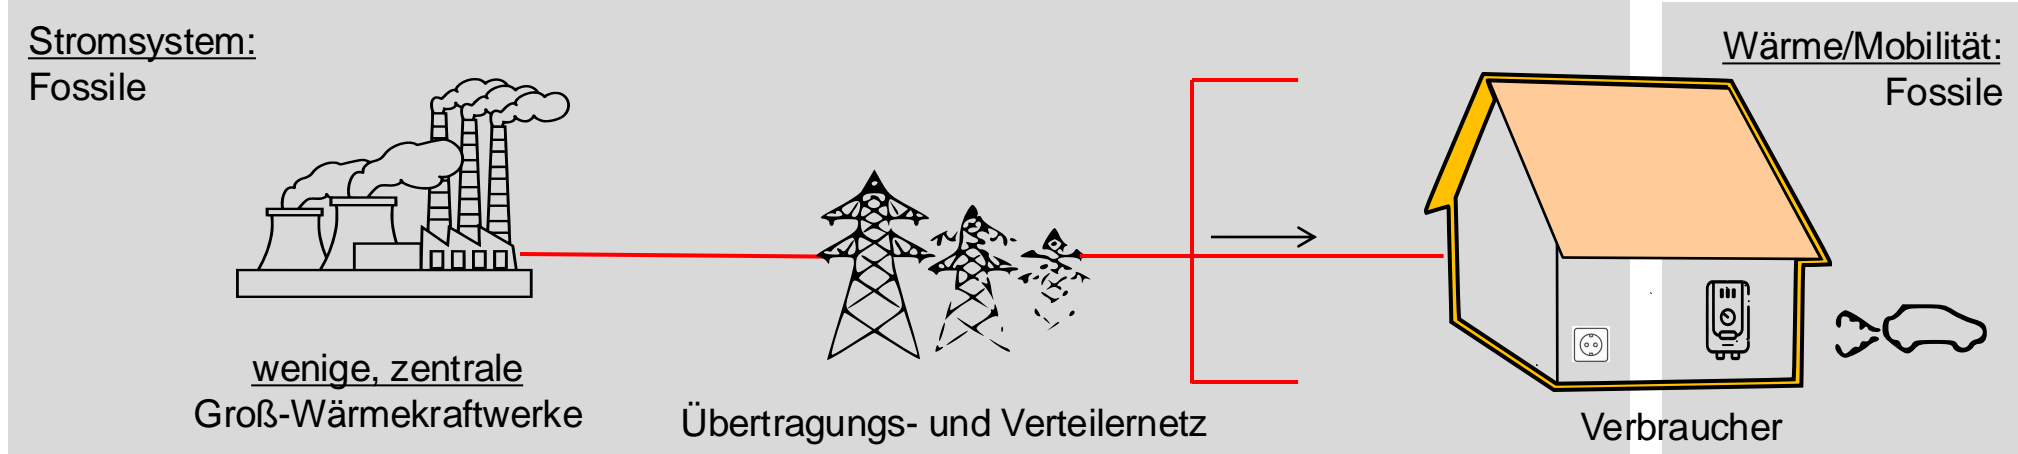 Stromsystem:
Fossile
wenige, zentrale
Groß-Wärmekraftwerke
Übertragungs- und Verteilernetz
Verbraucher
Wärme/Mobilität:
Fossile